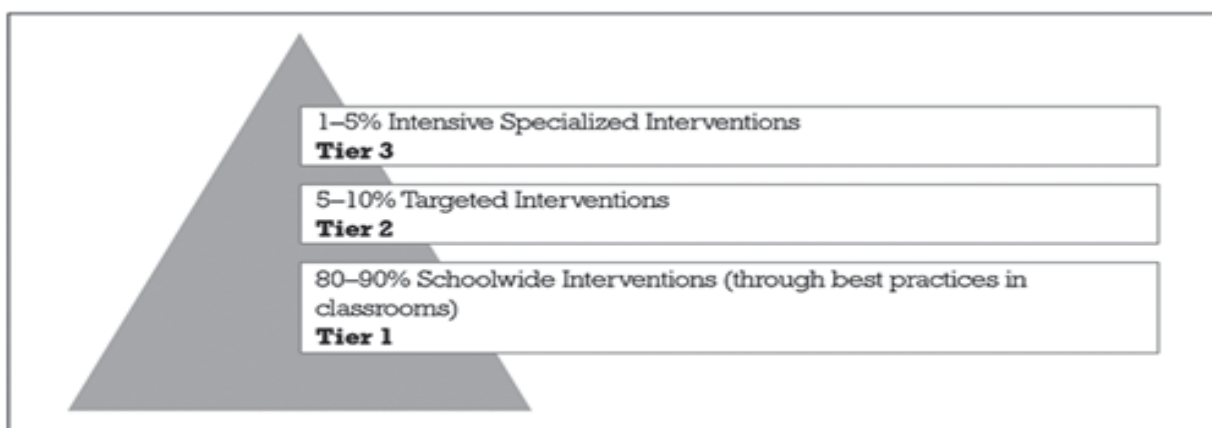 1–5% Intensive Specialized Interventions
Tier 3
5–10% Targeted Interventions
Tier 2
80–90% Schoolwide Interventions (through best practices in
classrooms)
Tier 1